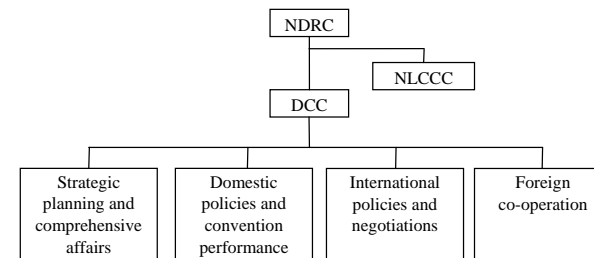 NDRC
NLCCC
DCC
Strategic
planning and
comprehensive
affairs
Domestic
policies and
convention
performance
International
policies and
negotiations
Foreign
co-operation